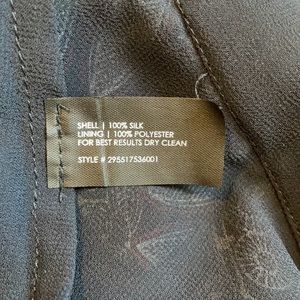 SHELL | 100% SILK
LINING | 100% POLYESTER
FOR BEST RESULTS DRY CLEAN
STYLE # 295517536001